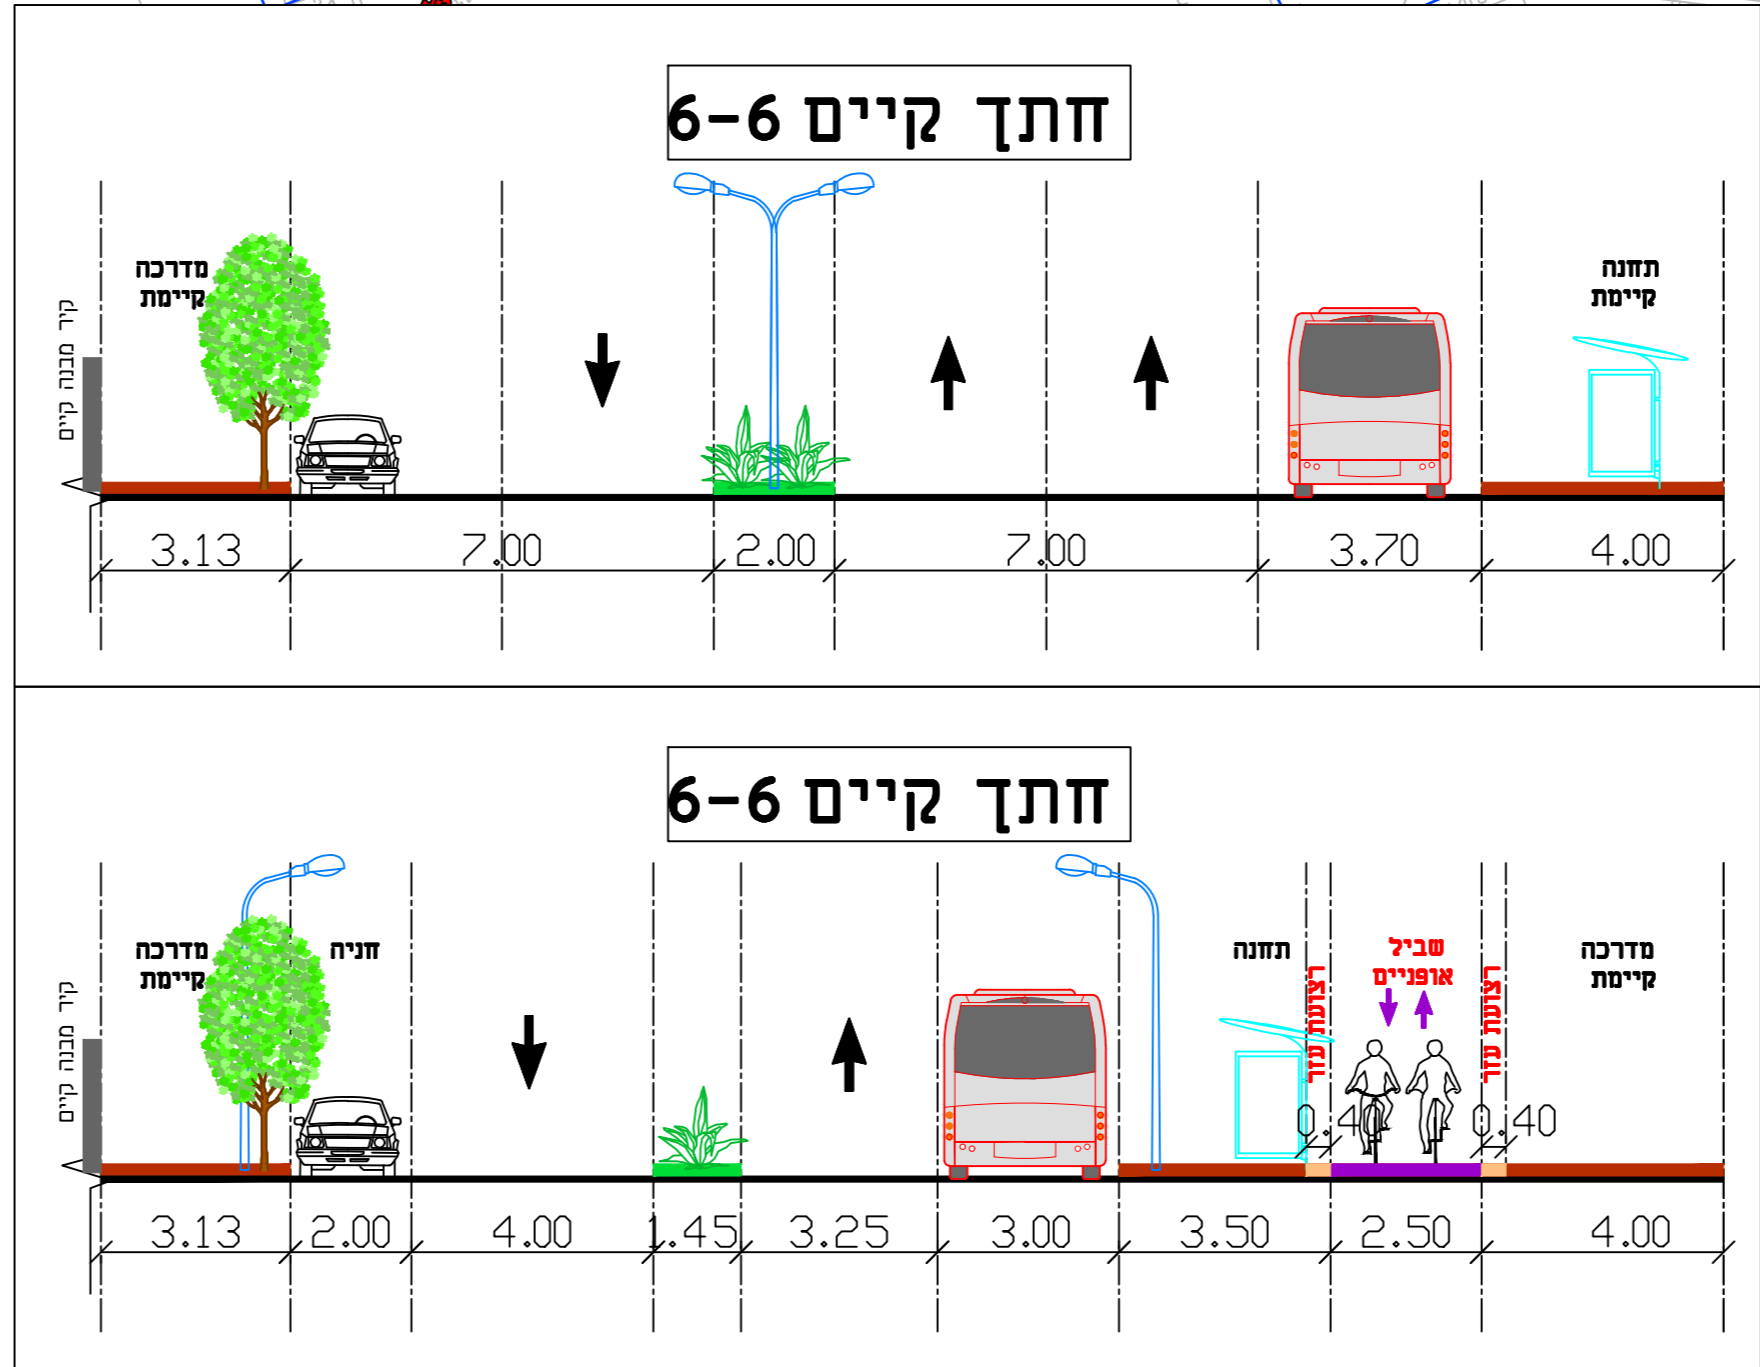 חתך קיים 6-6
מדרכה
קיימת
תחנה
קיימת
קיר מבנה קיים
3.13
7.00
2.00
7.00
3.70
4.00
חתך קיים 6-6
מדרכה
קיימת
חניה
תחנה
רצועת עזר
שביל
אופניים
רצועת עזר
מדרכה
קיימת
קיר מבנה קיים
0.40
0.40
3.13
2.00
4.00
1.45
3.25
3.00
3.50
2.50
4.00